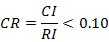 CR = CI/RI < 0.10